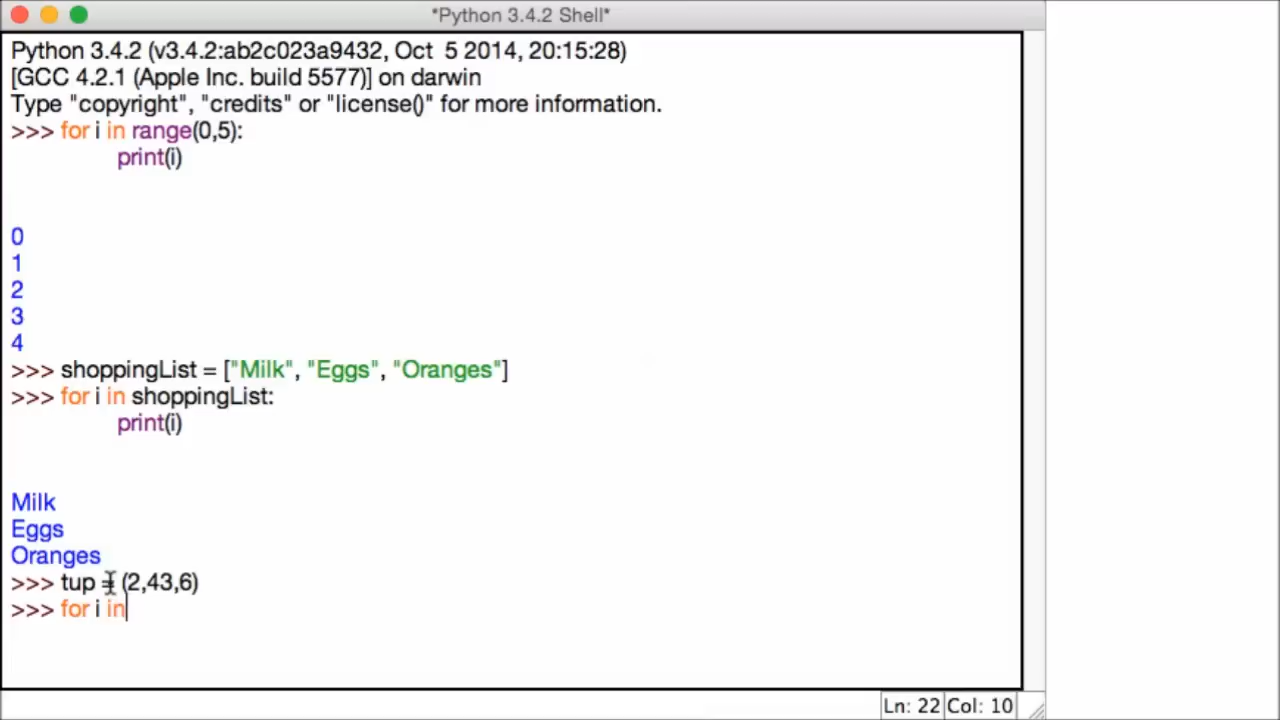 *Python 3.4.2 Shell*
Python 3.4.2 (v3.4.2:ab2c023a9432, Oct  5 2014, 20:15:28)
[GCC 4.2.1 (Apple Inc. build 5577)] on darwin
Type "copyright", "credits" or "license()" for more information.
>>> for i in range(0,5):
print(i)
0
1
2
3
4
>>> shoppingList = ["Milk", "Eggs", "Oranges"]
>>> for i in shoppingList:
print(i)
Milk
Eggs
Oranges
>>> tup = (2,43,6)
>>> for i in
Ln: 22 Col: 10